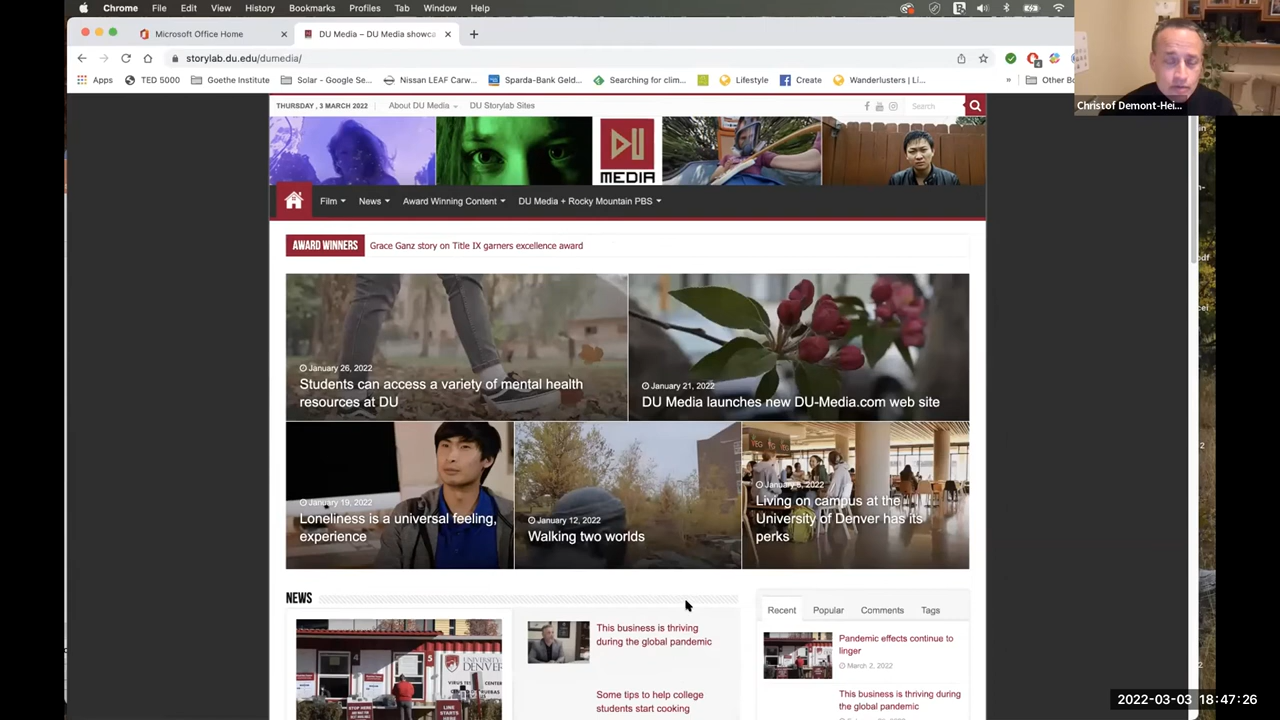 Chrome File Edit View History Bookmarks Profiles Tab Window Help
Microsoft Office Home
DU Media – DU Media showca
storylab.du.edu/dumedia/
Apps
TED 5000
Goethe Institute
Solar - Google Se...
Nissan LEAF Carw...
Sparda-Bank Geld...
Searching for clim...
Lifestyle
Create
Wanderlusters | Li...
Other Bo
Christof Demont-Hei...
THURSDAY , 3 MARCH 2022
About DU Media
DU Storylab Sites
Search
DU
MEDIA
Film
News
Award Winning Content
DU Media + Rocky Mountain PBS
AWARD WINNERS
Grace Ganz story on Title IX garners excellence award
January 26, 2022
Students can access a variety of mental health
resources at DU
January 21, 2022
DU Media launches new DU-Media.com web site
January 19, 2022
Loneliness is a universal feeling,
experience
January 12, 2022
Walking two worlds
Living on campus at the
University of Denver has its
perks
NEWS
This business is thriving
during the global pandemic
Some tips to help college
students start cooking
Recent
Popular
Comments
Tags
Pandemic effects continue to
linger
March 2, 2022
This business is thriving during the
global pandemic
UNIVERSITY
DENVER
2022-03-03 18:47:26